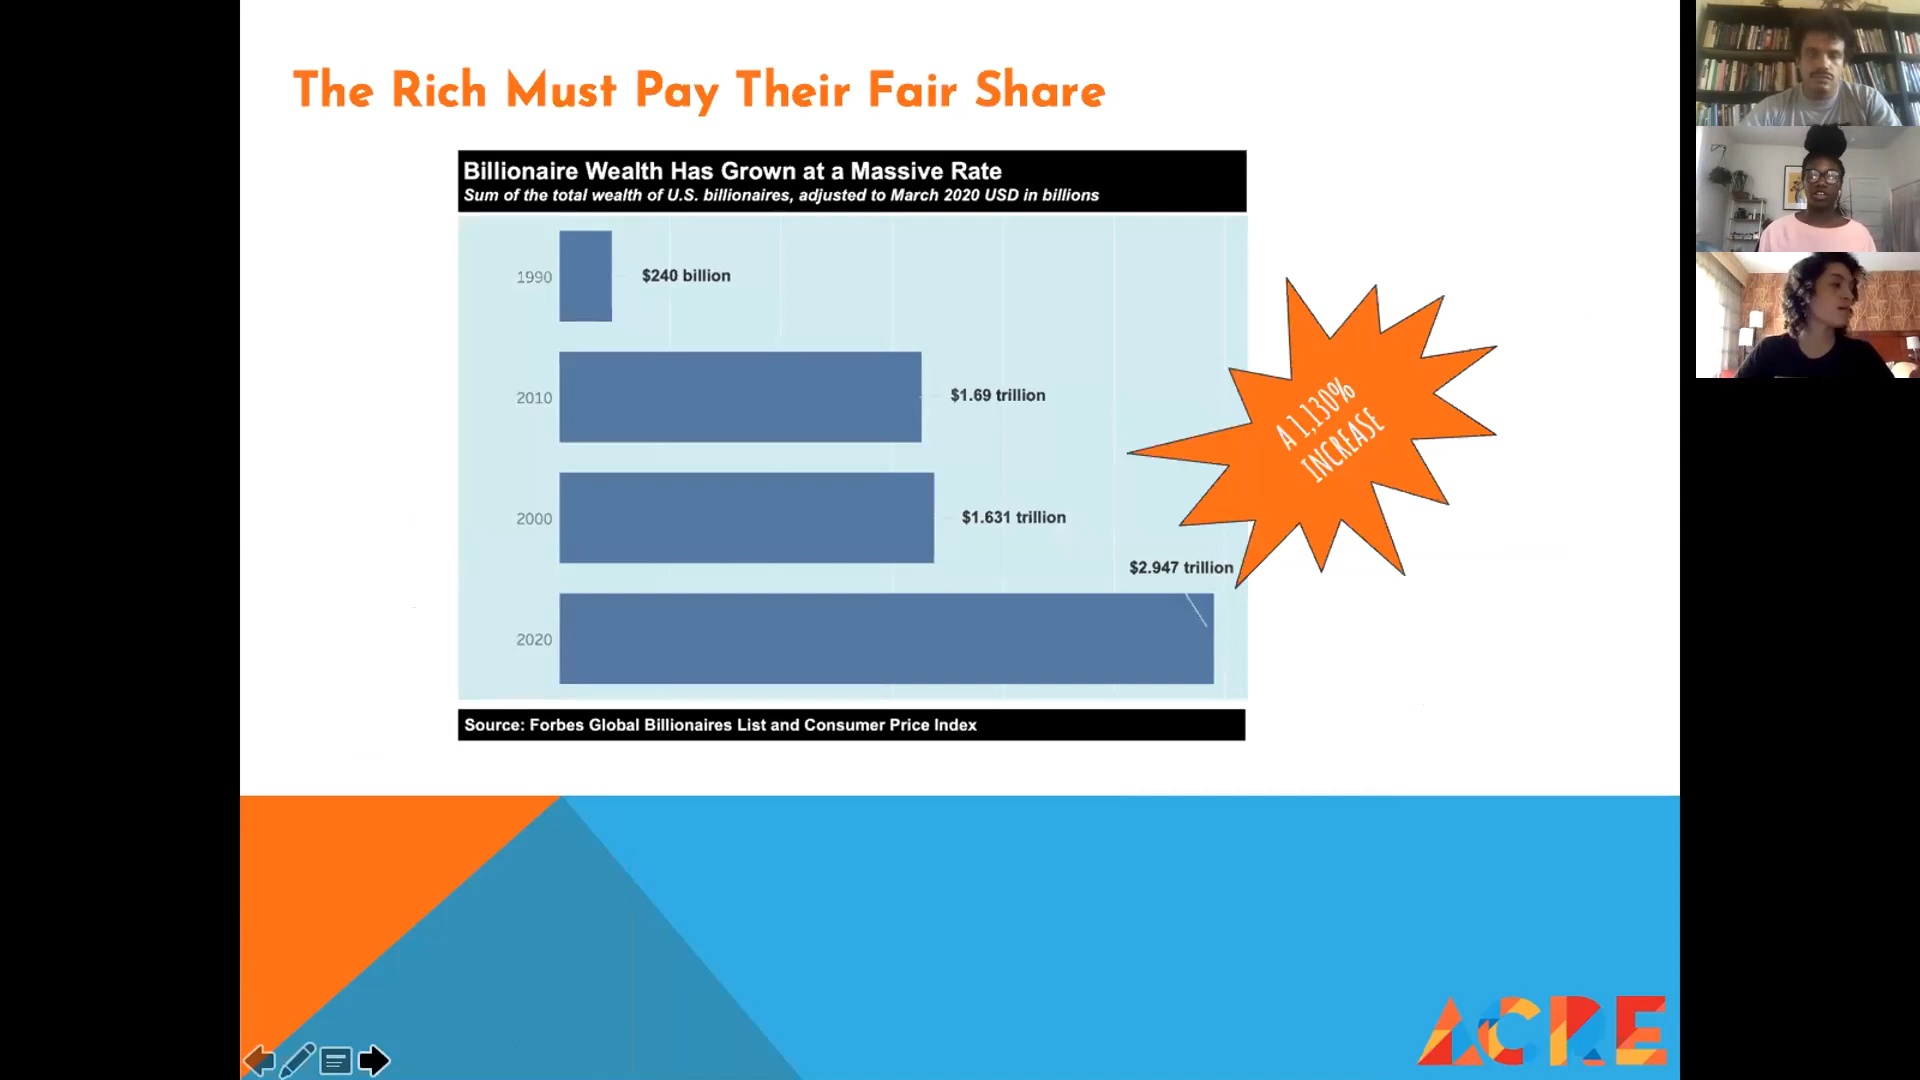 The Rich Must Pay Their Fair Share
Billionaire Wealth Has Grown at a Massive Rate
Sum of the total wealth of U.S. billionaires, adjusted to March 2020 USD in billions
1990
$240 billion
2010
$1.69 trillion
2000
$1.631 trillion
2020
$2.947 trillion
A 1,130%
INCREASE
Source: Forbes Global Billionaires List and Consumer Price Index
ACRE